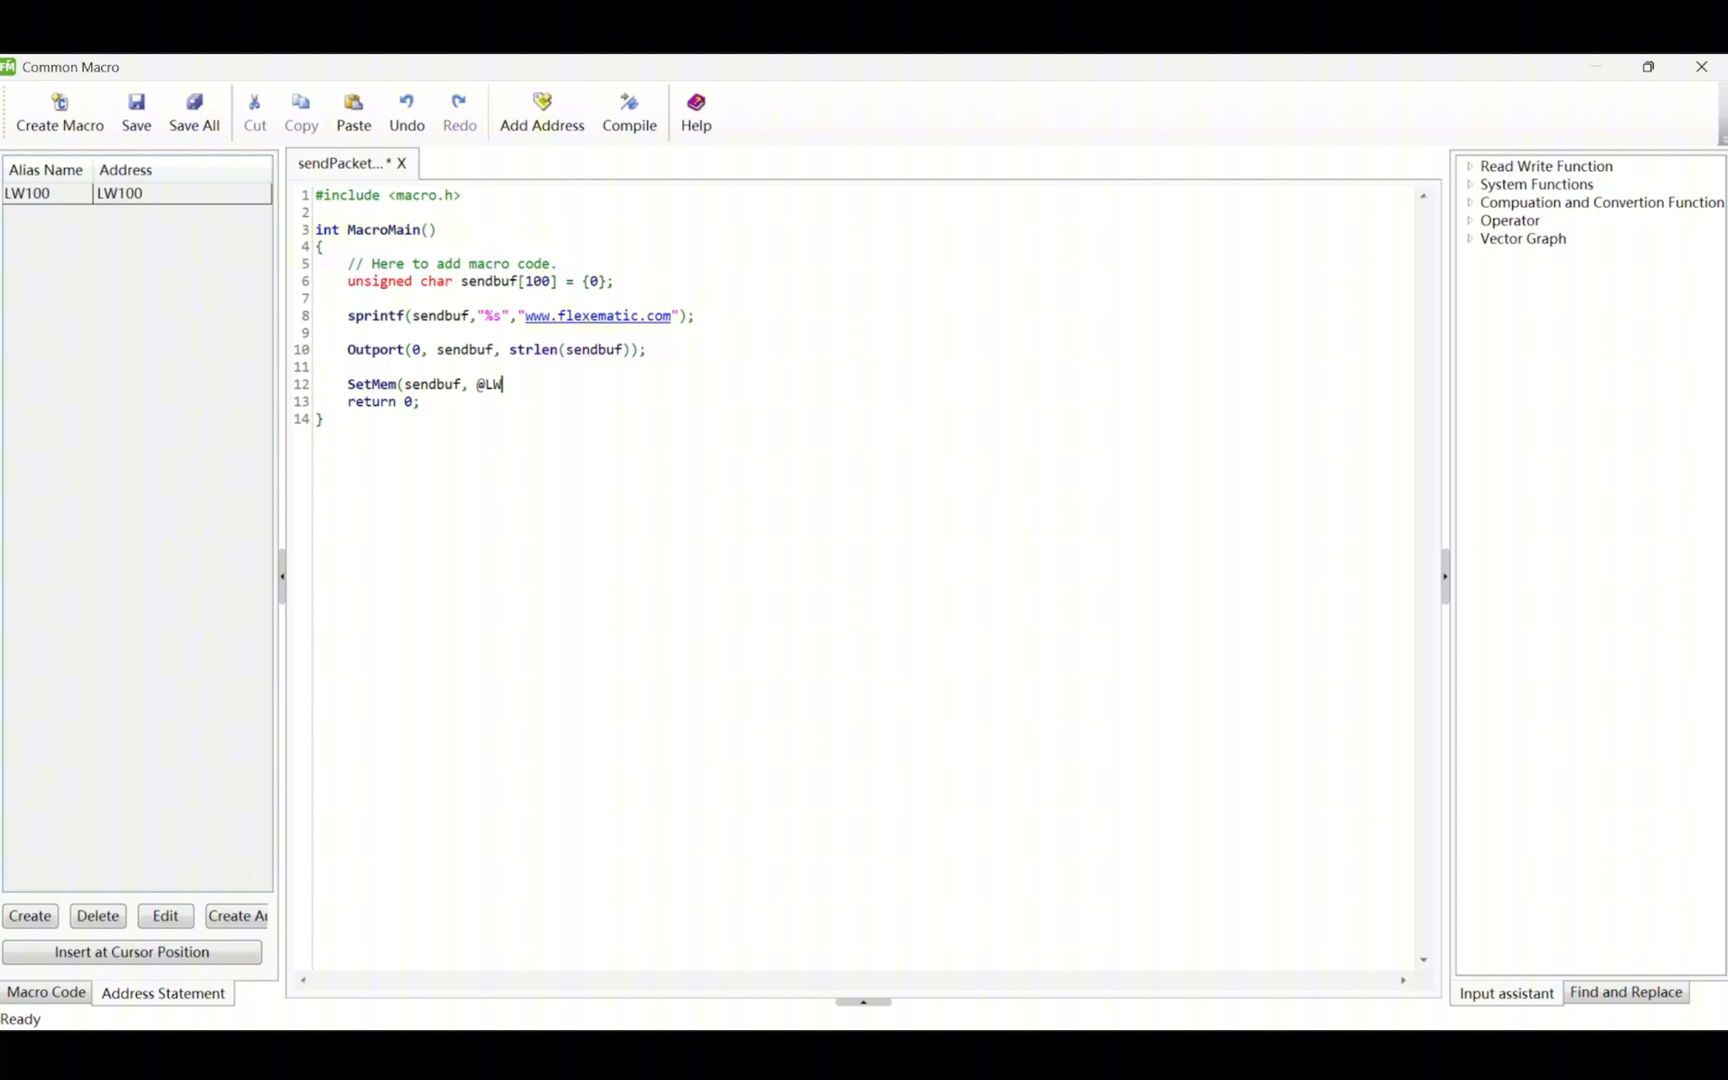 FM Common Macro
Create Macro Save Save All Cut Copy Paste Undo Redo Add Address Compile Help
Alias Name Address
LW100 LW100
sendPacket... * X
1 #include <macro.h>
2
3 int MacroMain()
4 {
5 // Here to add macro code.
6 unsigned char sendbuf[100] = {0};
7
8 sprintf(sendbuf,"%s","www.flexematic.com");
9
10 Outport(0, sendbuf, strlen(sendbuf));
11
12 SetMem(sendbuf, @LW
13 return 0;
14 }
Read Write Function
System Functions
Compuation and Convertion Function
Operator
Vector Graph
Create Delete Edit Create Au
Insert at Cursor Position
Macro Code Address Statement
Input assistant Find and Replace
Ready